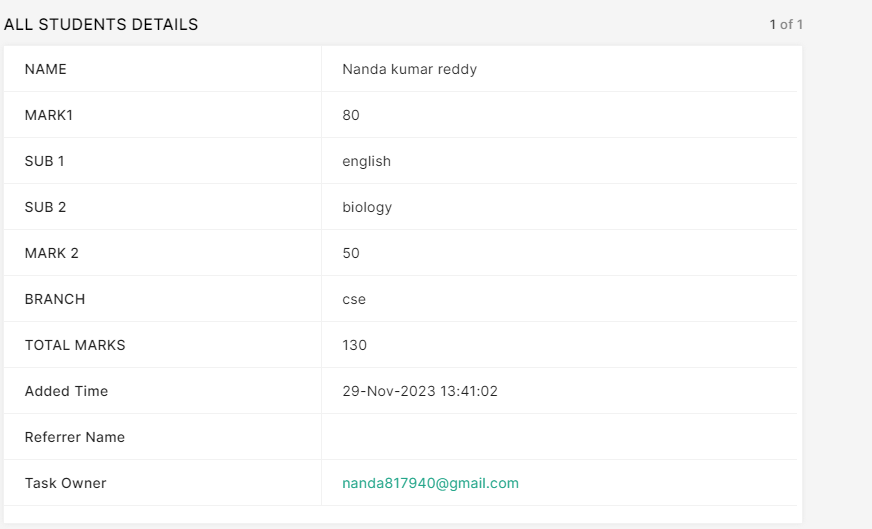 ALL STUDENTS DETAILS 1 of 1
NAME Nanda kumar reddy
MARK1 80
SUB 1 english
SUB 2 biology
MARK 2 50
BRANCH cse
TOTAL MARKS 130
Added Time 29-Nov-2023 13:41:02
Referrer Name
Task Owner nanda817940@gmail.com